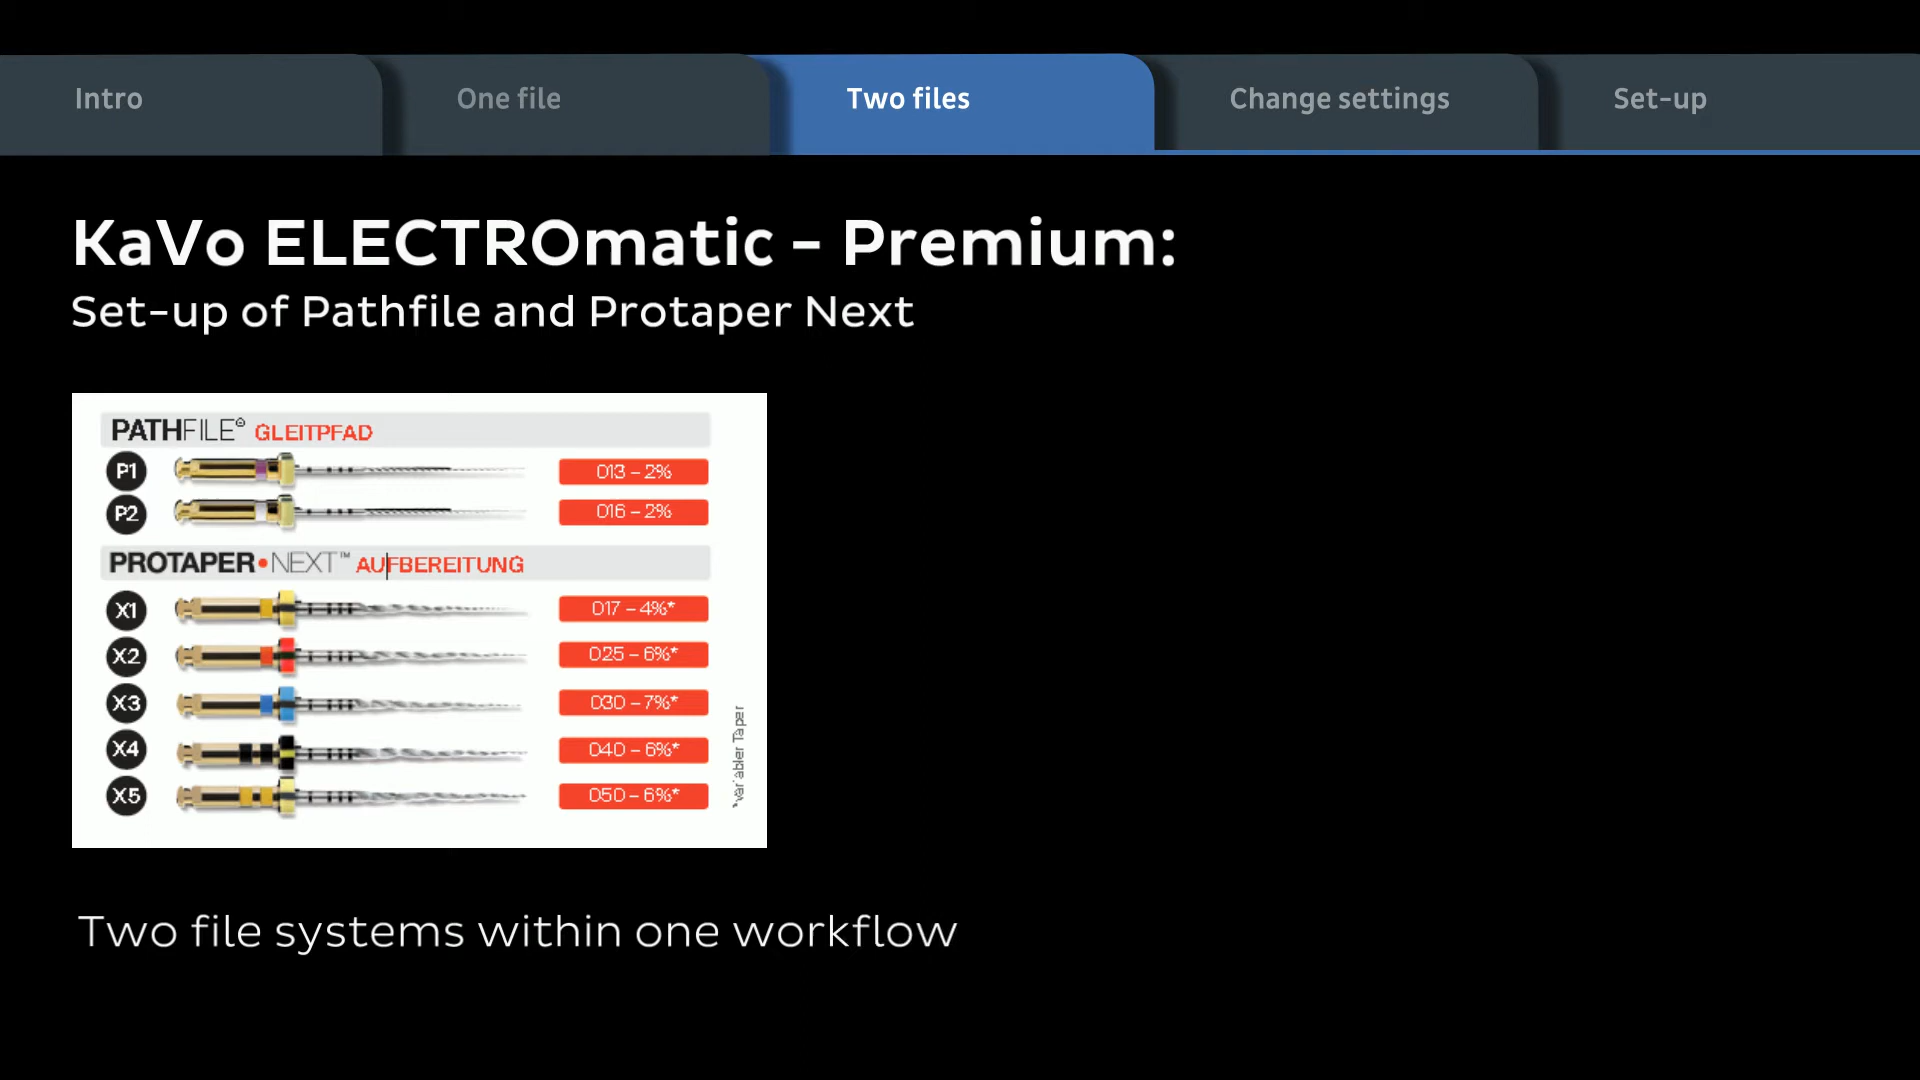 Intro
One file
Two files
Change settings
Set-up
KaVo ELECTROmatic - Premium:
Set-up of Pathfile and Protaper Next
PATHFILE® GLEITPFAD
P1 013 – 2%
P2 016 – 2%
PROTAPER•NEXT™ AUFBEREITUNG
X1 017 – 4%*
X2 025 – 6%*
X3 030 – 7%*
X4 040 – 6%*
X5 050 – 6%*
*variabler Taper
Two file systems within one workflow